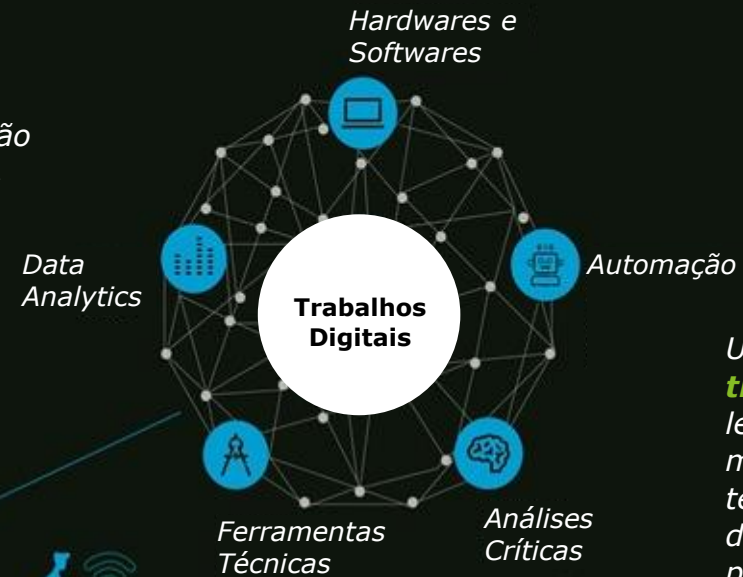 Hardwares e
Softwares
Data
Analytics
Automação
Trabalhos
Digitais
Ferramentas
Técnicas
Análises
Críticas